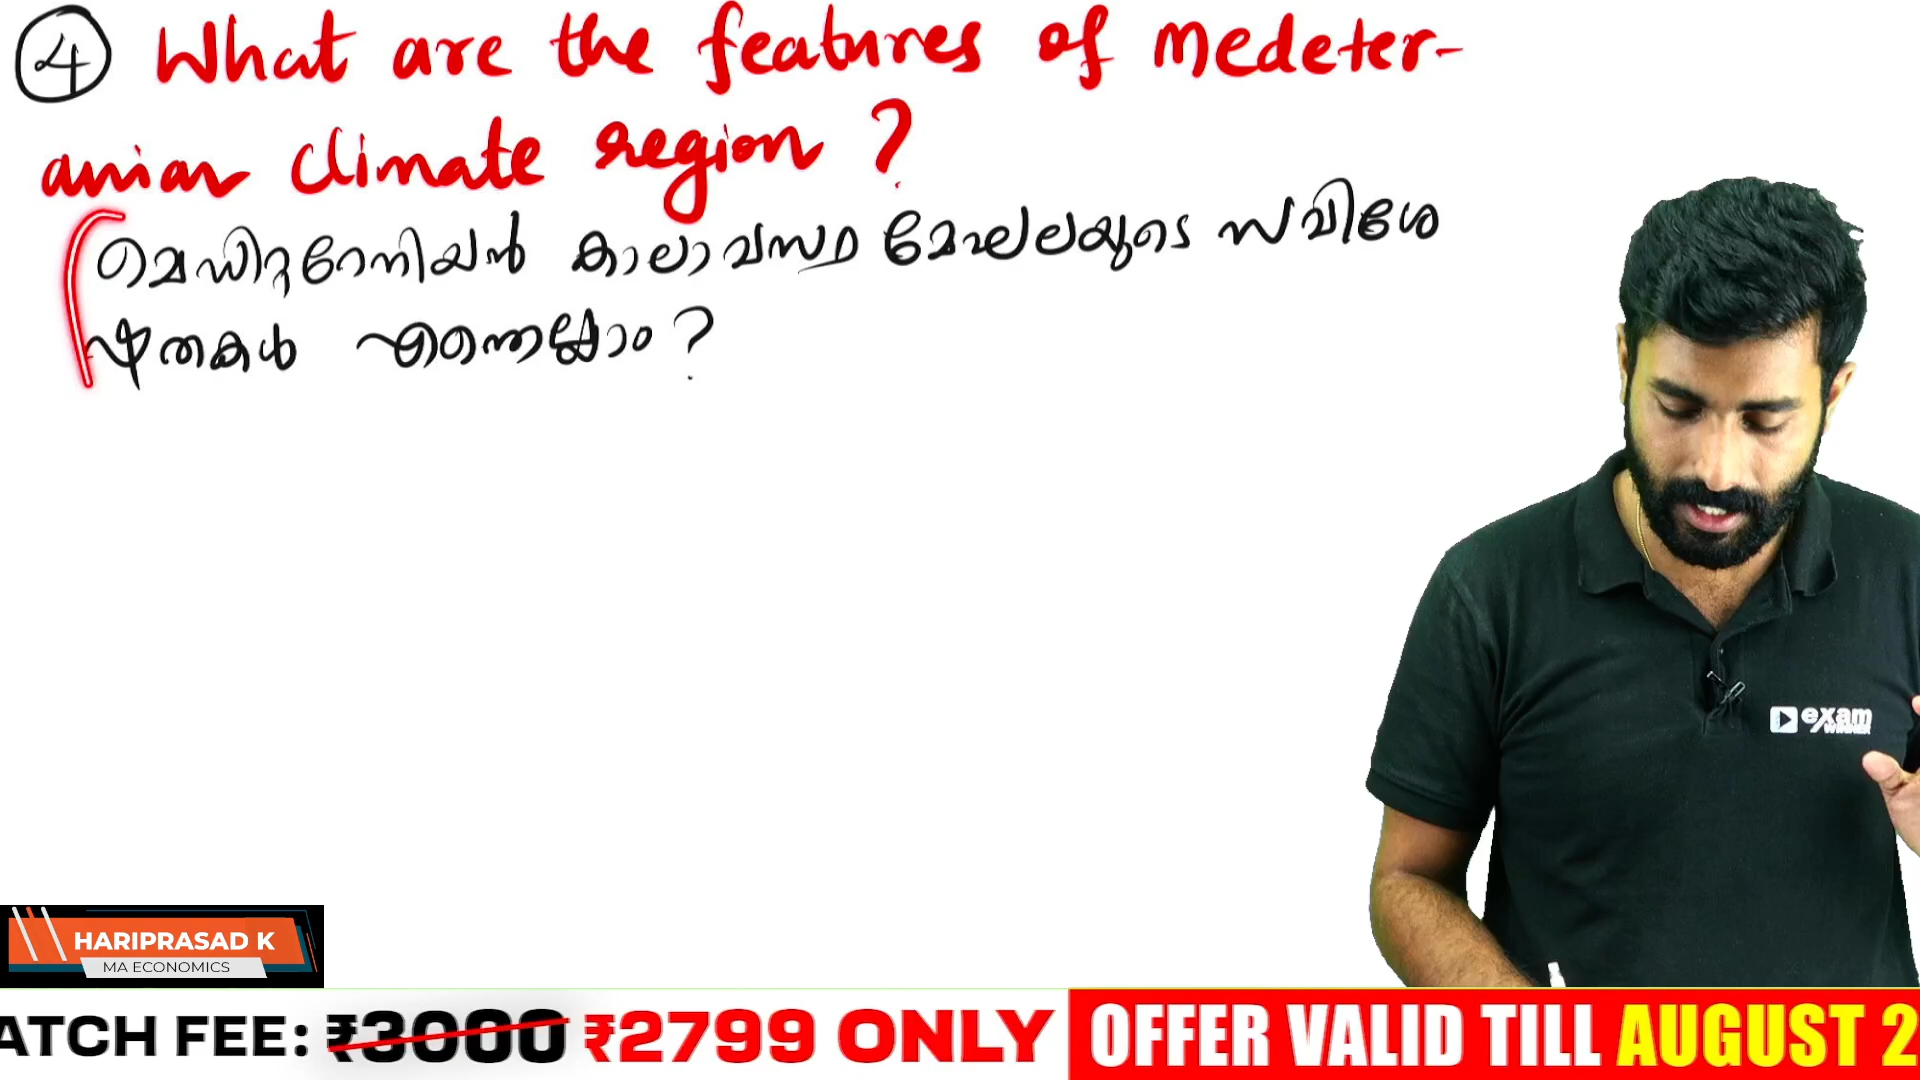 4 What are the features of Medeter-
anian climate region ?
മെഡിറ്ററേനിയൻ കാലാവസ്ഥ മേഖലയുടെ സവിശേ
ഷതകൾ എന്തെല്ലാം ?
exam
WINNER
HARIPRASAD K
MA ECONOMICS
ATCH FEE: ₹3000 ₹2799 ONLY OFFER VALID TILL AUGUST 2